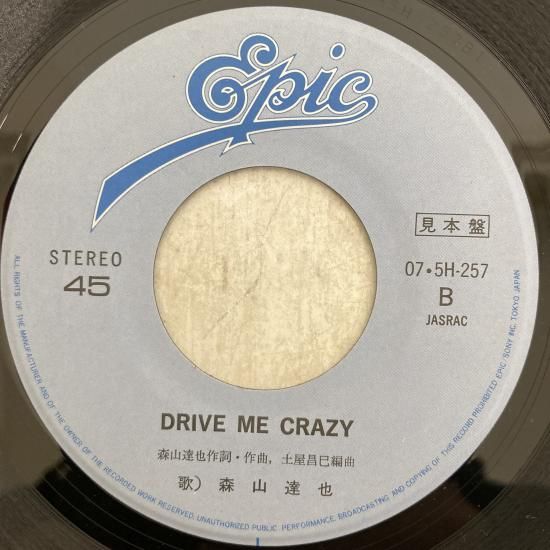 Epic
見本盤
STEREO
45
07・5H-257
B
JASRAC
DRIVE ME CRAZY
森山達也作詞・作曲, 土屋昌巳編曲
歌) 森山達也
ALL RIGHTS OF THE MANUFACTURER AND OF THE OWNER OF THE RECORDED WORK RESERVED. UNAUTHORIZED PUBLIC PERFORMANCE, BROADCASTING AND COPYING OF THIS RECORD PROHIBITED EPIC/SONY INC. TOKYO JAPAN